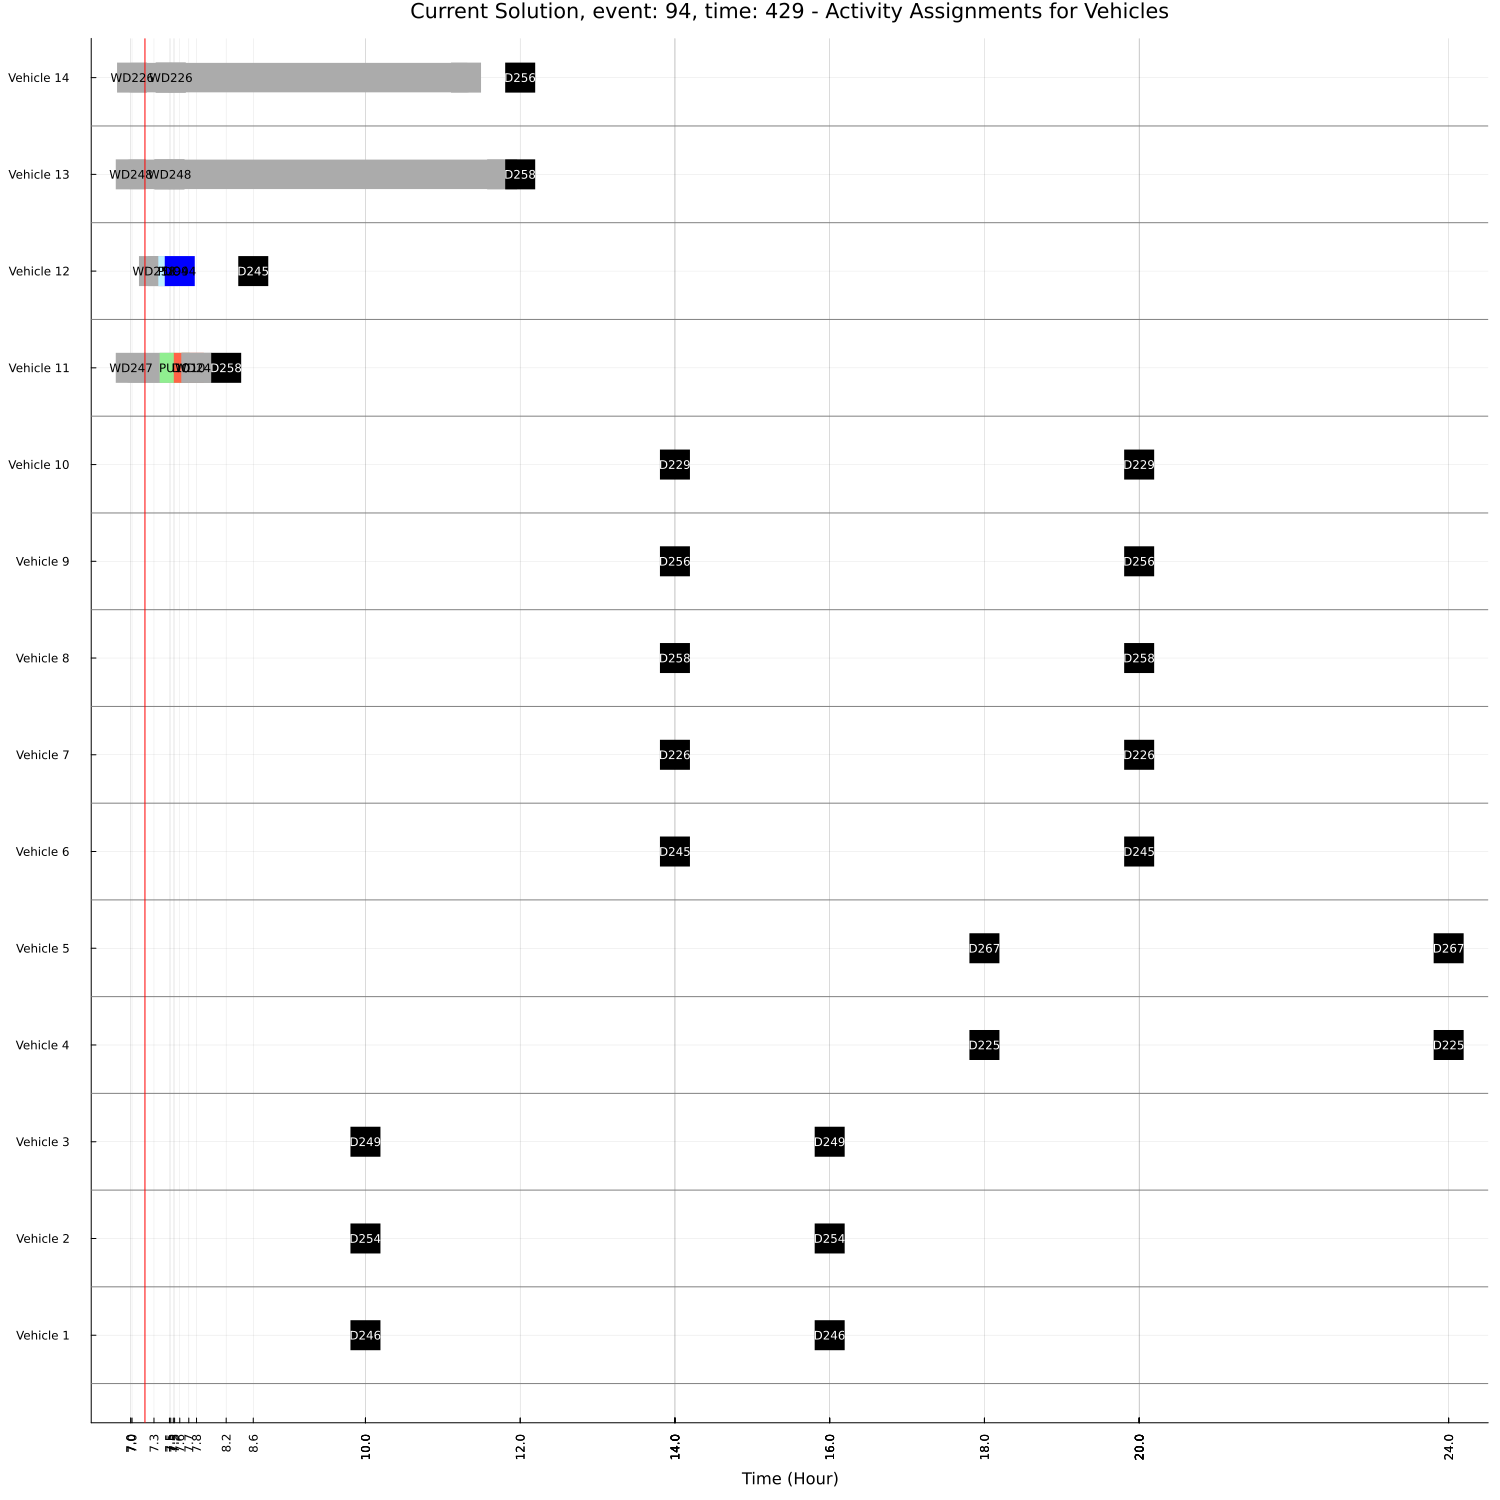 Current Solution, event: 94, time: 429 - Activity Assignments for Vehicles
Vehicle 14 WD226 WD226 D256
Vehicle 13 WD248 WD248 D258
Vehicle 12 D245
Vehicle 11 WD247 D258
Vehicle 10 D229 D229
Vehicle 9 D256 D256
Vehicle 8 D258 D258
Vehicle 7 D226 D226
Vehicle 6 D245 D245
Vehicle 5 D267 D267
Vehicle 4 D225 D225
Vehicle 3 D249 D249
Vehicle 2 D254 D254
Vehicle 1 D246 D246
7.0 7.3 7.8 8.2 8.6 10.0 12.0 14.0 16.0 18.0 20.0 24.0
Time (Hour)